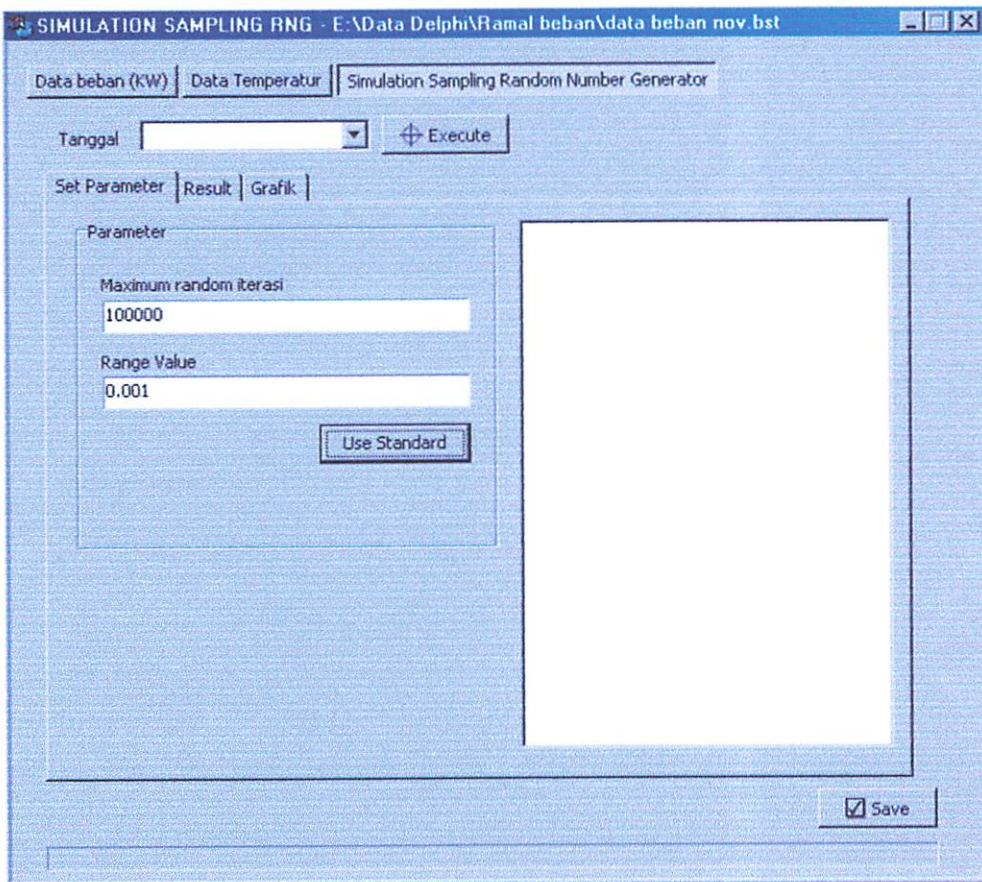 SIMULATION SAMPLING RNG - E:\Data Delphi\Ramal beban\data beban nov.bst
Data beban (KW) Data Temperatur Simulation Sampling Random Number Generator
Tanggal Execute
Set Parameter Result Grafik
Parameter
Maximum random iterasi
100000
Range Value
0.001
Use Standard
Save